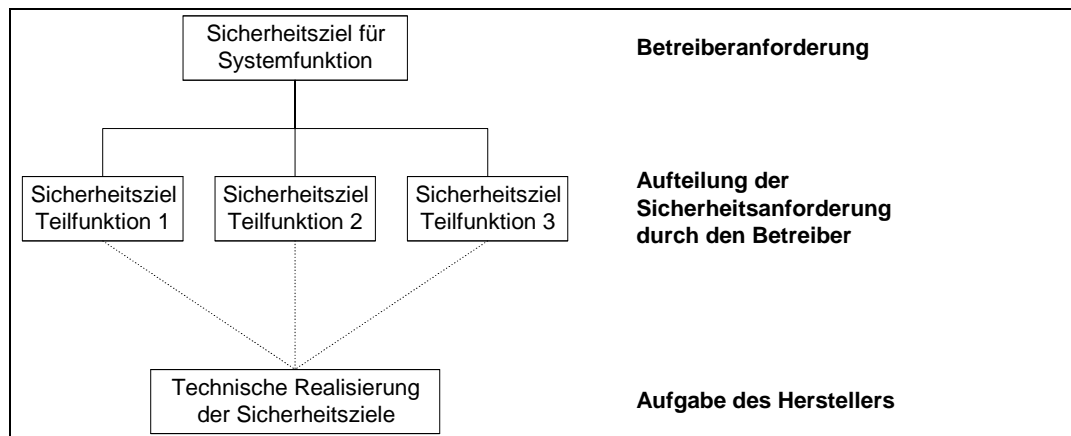 Sicherheitsziel für
Systemfunktion
Betreiberanforderung
Sicherheitsziel
Teilfunktion 1
Sicherheitsziel
Teilfunktion 2
Sicherheitsziel
Teilfunktion 3
Aufteilung der
Sicherheitsanforderung
durch den Betreiber
Technische Realisierung
der Sicherheitsziele
Aufgabe des Herstellers